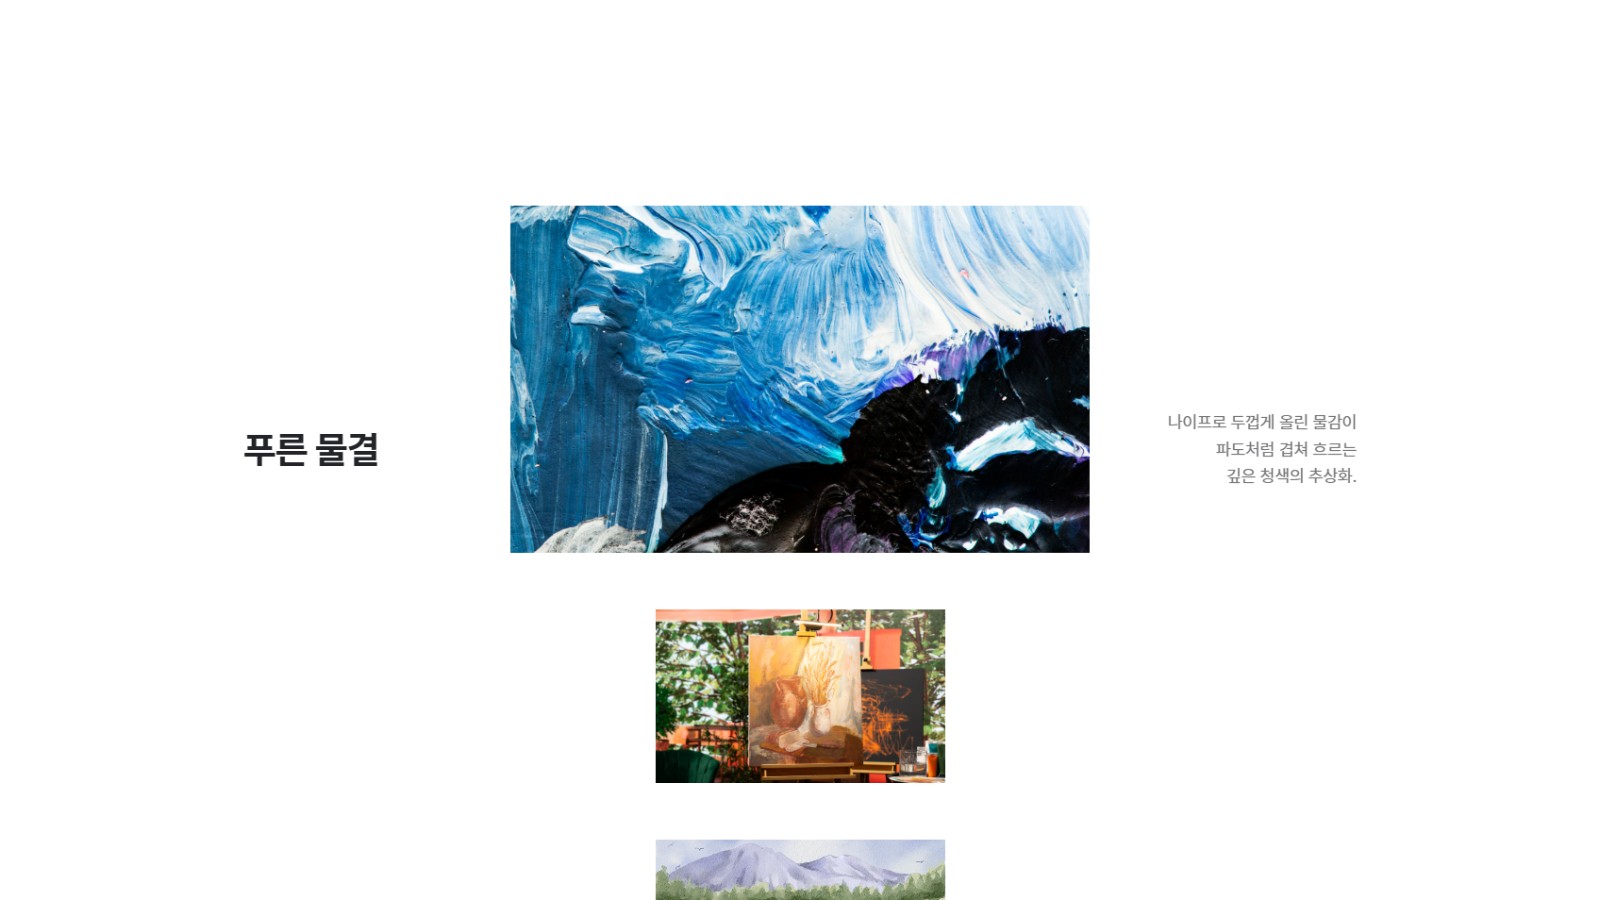 푸른 물결
나이프로 두껍게 올린 물감이
파도처럼 겹쳐 흐르는
깊은 청색의 추상화.